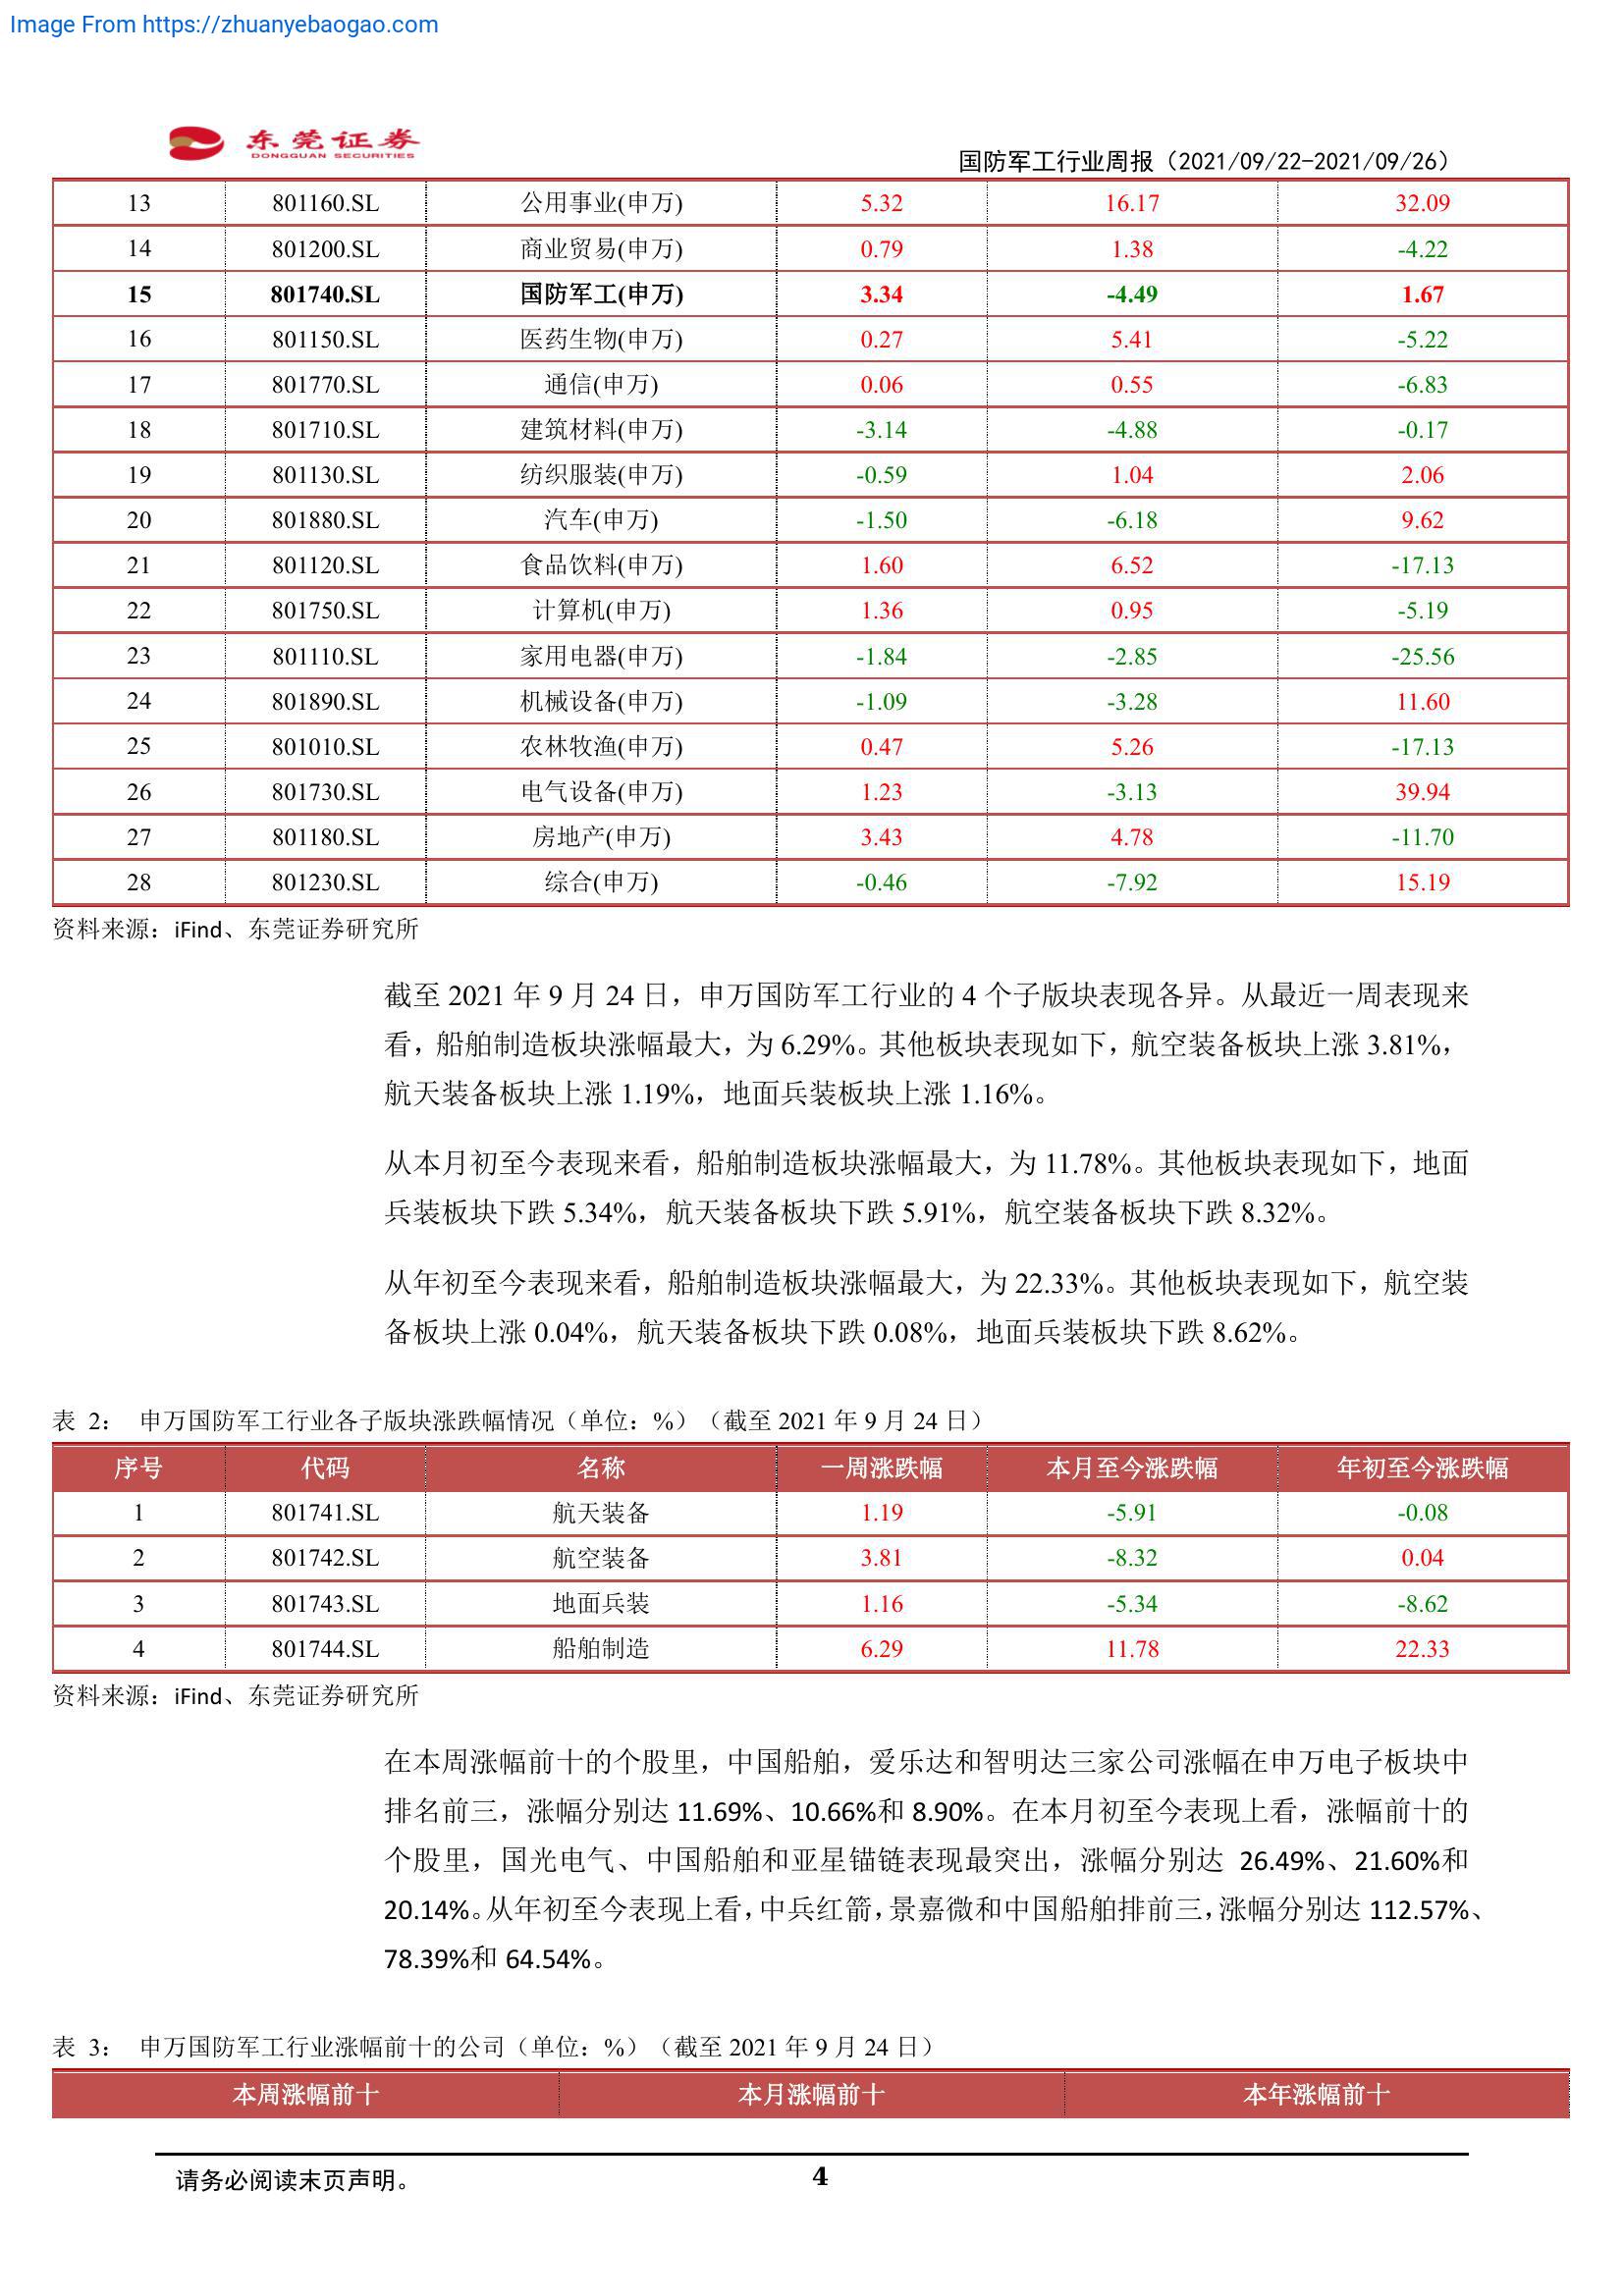 Image From https://zhuanyebaogao.com
东莞证券
DONGGUAN SECURITIES
国防军工行业周报（2021/09/22-2021/09/26）
13 801160.SL 公用事业(申万) 5.32 16.17 32.09
14 801200.SL 商业贸易(申万) 0.79 1.38 -4.22
15 801740.SL 国防军工(申万) 3.34 -4.49 1.67
16 801150.SL 医药生物(申万) 0.27 5.41 -5.22
17 801770.SL 通信(申万) 0.06 0.55 -6.83
18 801710.SL 建筑材料(申万) -3.14 -4.88 -0.17
19 801130.SL 纺织服装(申万) -0.59 1.04 2.06
20 801880.SL 汽车(申万) -1.50 -6.18 9.62
21 801120.SL 食品饮料(申万) 1.60 6.52 -17.13
22 801750.SL 计算机(申万) 1.36 0.95 -5.19
23 801110.SL 家用电器(申万) -1.84 -2.85 -25.56
24 801890.SL 机械设备(申万) -1.09 -3.28 11.60
25 801010.SL 农林牧渔(申万) 0.47 5.26 -17.13
26 801730.SL 电气设备(申万) 1.23 -3.13 39.94
27 801180.SL 房地产(申万) 3.43 4.78 -11.70
28 801230.SL 综合(申万) -0.46 -7.92 15.19
资料来源：iFind、东莞证券研究所
截至 2021 年 9 月 24 日，申万国防军工行业的 4 个子版块表现各异。从最近一周表现来
看，船舶制造板块涨幅最大，为 6.29%。其他板块表现如下，航空装备板块上涨 3.81%，
航天装备板块上涨 1.19%，地面兵装板块上涨 1.16%。
从本月初至今表现来看，船舶制造板块涨幅最大，为 11.78%。其他板块表现如下，地面
兵装板块下跌 5.34%，航天装备板块下跌 5.91%，航空装备板块下跌 8.32%。
从年初至今表现来看，船舶制造板块涨幅最大，为 22.33%。其他板块表现如下，航空装
备板块上涨 0.04%，航天装备板块下跌 0.08%，地面兵装板块下跌 8.62%。
表 2： 申万国防军工行业各子版块涨跌幅情况（单位：%）（截至 2021 年 9 月 24 日）
序号 代码 名称 一周涨跌幅 本月至今涨跌幅 年初至今涨跌幅
1 801741.SL 航天装备 1.19 -5.91 -0.08
2 801742.SL 航空装备 3.81 -8.32 0.04
3 801743.SL 地面兵装 1.16 -5.34 -8.62
4 801744.SL 船舶制造 6.29 11.78 22.33
资料来源：iFind、东莞证券研究所
在本周涨幅前十的个股里，中国船舶，爱乐达和智明达三家公司涨幅在申万电子板块中
排名前三，涨幅分别达 11.69%、10.66%和 8.90%。在本月初至今表现上看，涨幅前十的
个股里，国光电气、中国船舶和亚星锚链表现最突出，涨幅分别达 26.49%、21.60%和
20.14%。从年初至今表现上看，中兵红箭，景嘉微和中国船舶排前三，涨幅分别达 112.57%、
78.39%和 64.54%。
表 3： 申万国防军工行业涨幅前十的公司（单位：%）（截至 2021 年 9 月 24 日）
本周涨幅前十 本月涨幅前十 本年涨幅前十
请务必阅读末页声明。 4